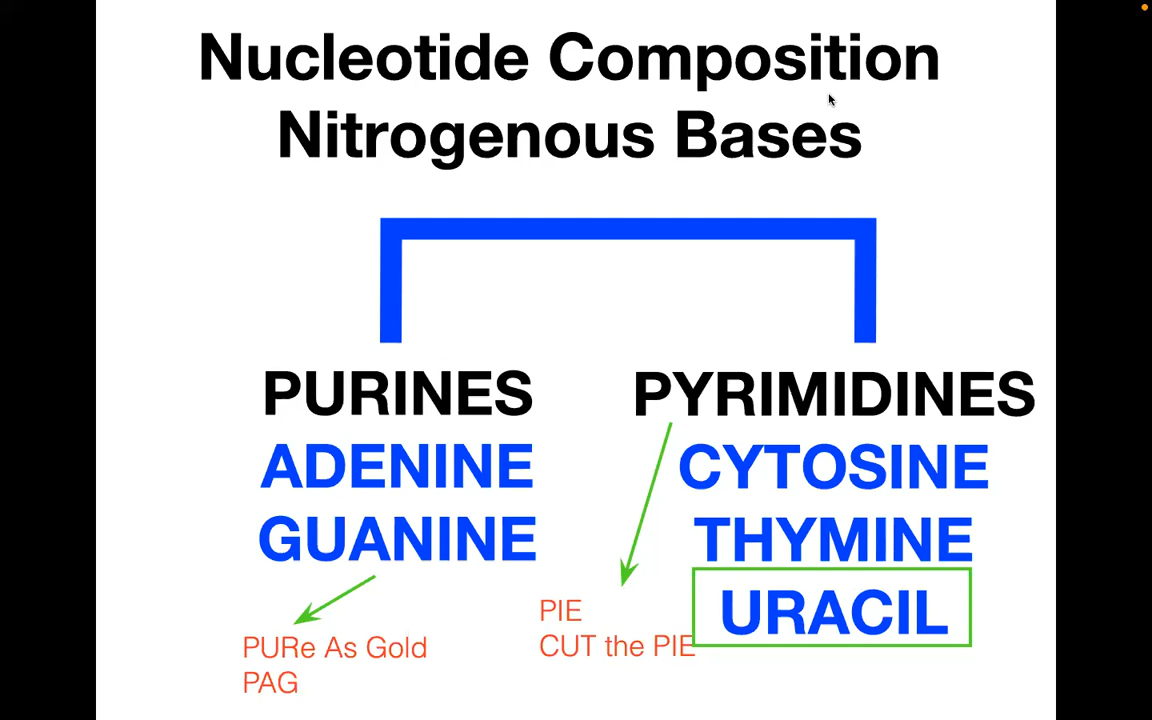 Nucleotide Composition
Nitrogenous Bases
PURINES
ADENINE
GUANINE
PURe As Gold
PAG
PYRIMIDINES
CYTOSINE
THYMINE
URACIL
PIE
CUT the PIE